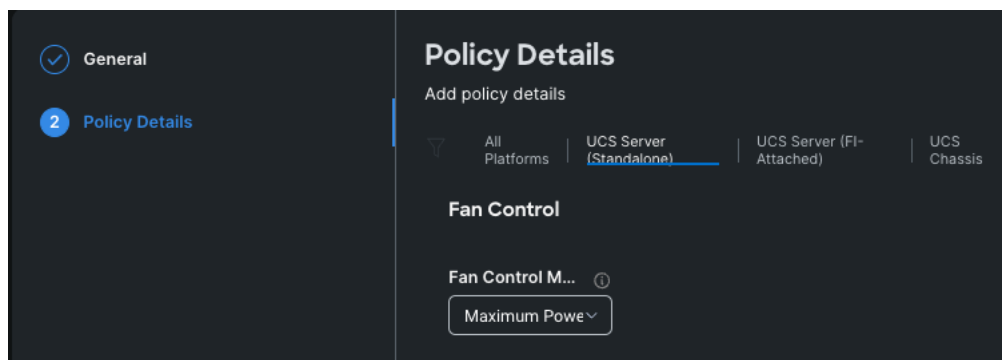 General
2
Policy Details
Policy Details
Add policy details
All
Platforms
UCS Server
(Standalone)
UCS Server (FI-
Attached)
UCS
Chassis
Fan Control
Fan Control M...
Maximum Powe